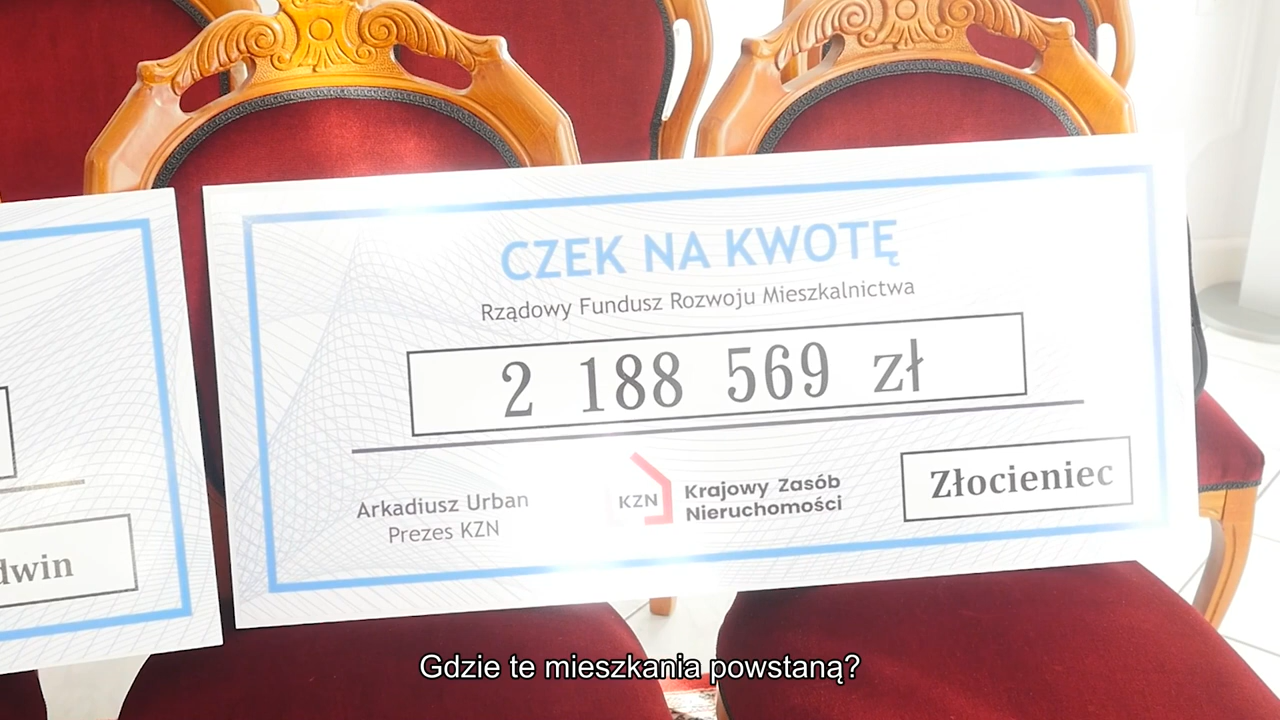 CZEK NA KWOTĘ
Rządowy Fundusz Rozwoju Mieszkalnictwa
2 188 569 zł
Arkadiusz Urban
Prezes KZN
KZN
Krajowy Zasób
Nieruchomości
Złocieniec
Gdzie te mieszkania powstaną?